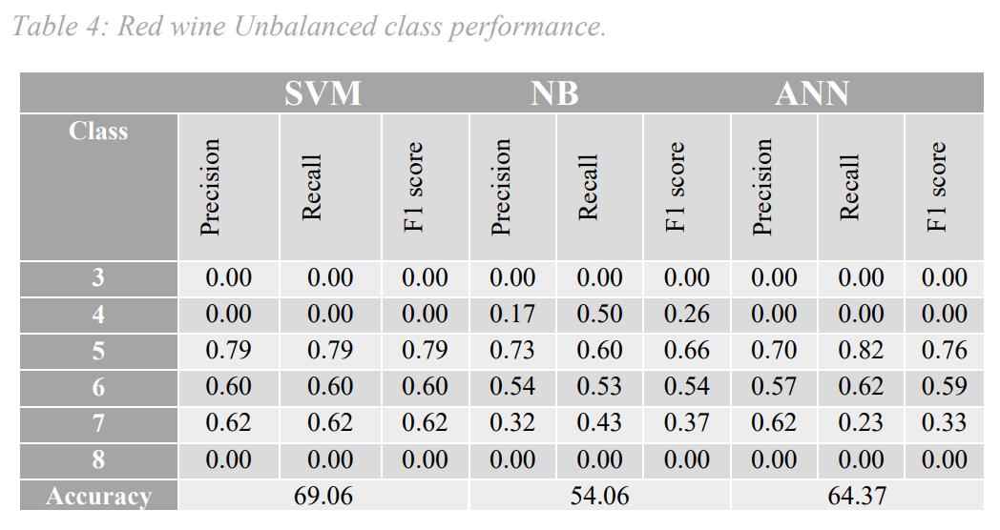 Table 4: Red wine Unbalanced class performance.
SVM NB ANN
Class Precision Recall F1 score Precision Recall F1 score Precision Recall F1 score
3 0.00 0.00 0.00 0.00 0.00 0.00 0.00 0.00 0.00
4 0.00 0.00 0.00 0.17 0.50 0.26 0.00 0.00 0.00
5 0.79 0.79 0.79 0.73 0.60 0.66 0.70 0.82 0.76
6 0.60 0.60 0.60 0.54 0.53 0.54 0.57 0.62 0.59
7 0.62 0.62 0.62 0.32 0.43 0.37 0.62 0.23 0.33
8 0.00 0.00 0.00 0.00 0.00 0.00 0.00 0.00 0.00
Accuracy 69.06 54.06 64.37